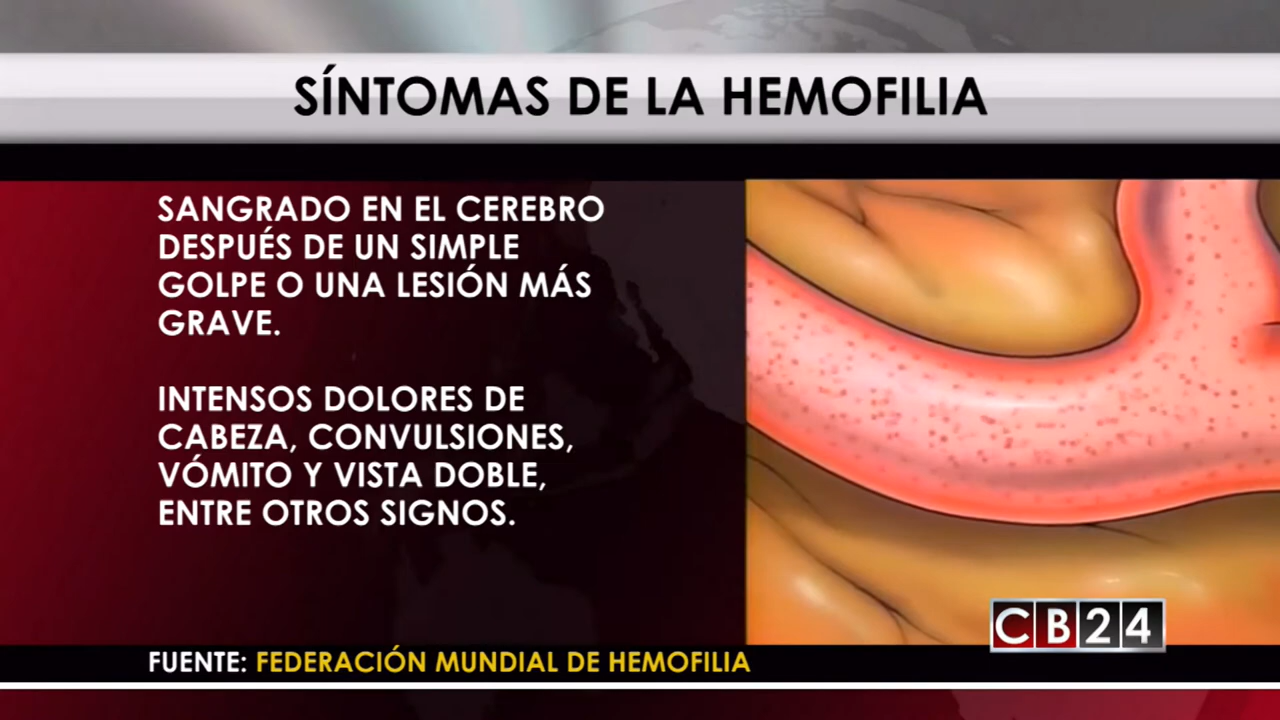 SÍNTOMAS DE LA HEMOFILIA
SANGRADO EN EL CEREBRO
DESPUÉS DE UN SIMPLE
GOLPE O UNA LESIÓN MÁS
GRAVE.
INTENSOS DOLORES DE
CABEZA, CONVULSIONES,
VÓMITO Y VISTA DOBLE,
ENTRE OTROS SIGNOS.
CB24
FUENTE: FEDERACIÓN MUNDIAL DE HEMOFILIA